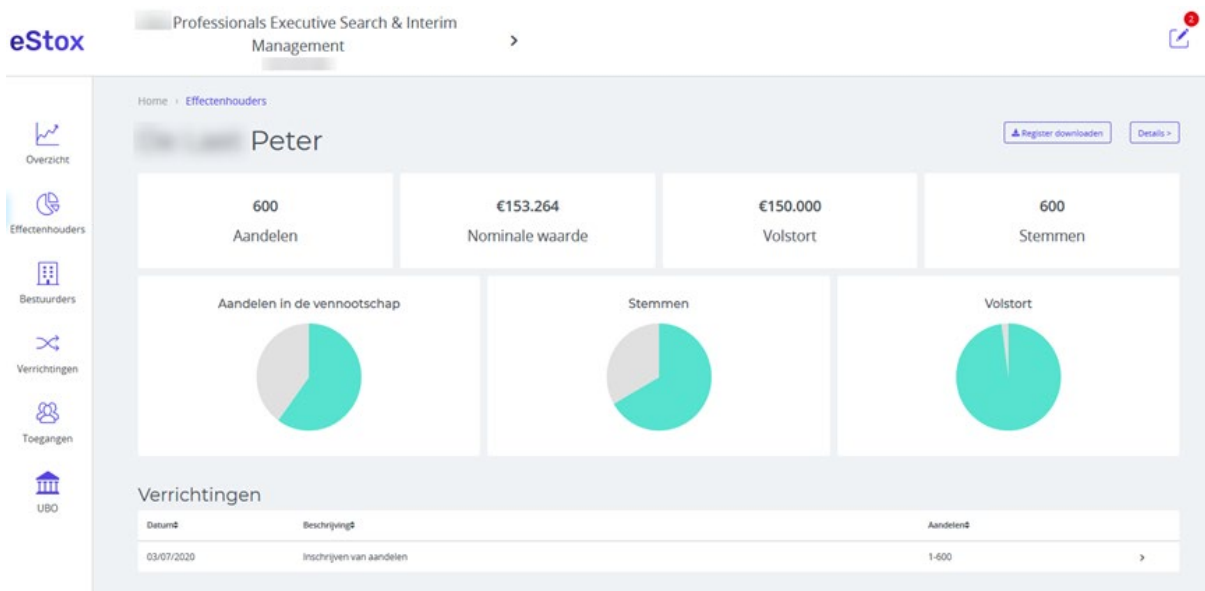 eStox
Professionals Executive Search & Interim
Management
>
2
Home › Effectenhouders
Peter
Register downloaden
Details >
Overzicht
Effectenhouders
Bestuurders
Verrichtingen
Toegangen
UBO
600
Aandelen
€153.264
Nominale waarde
€150.000
Volstort
600
Stemmen
Aandelen in de vennootschap
Stemmen
Volstort
Verrichtingen
Datum Beschrijving Aandelen
03/07/2020 Inschrijven van aandelen 1-600 >